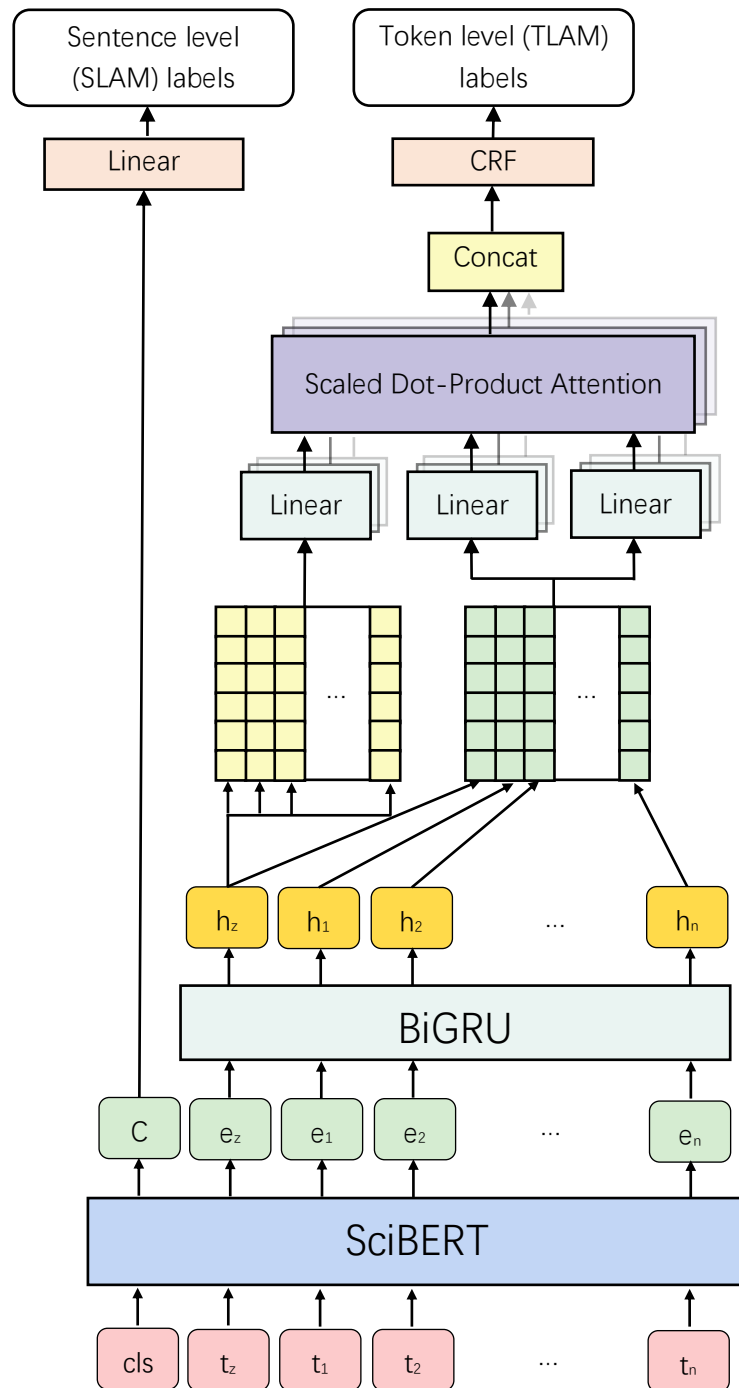 Sentence level
(SLAM) labels
Token level (TLAM)
labels
Linear
CRF
Concat
Scaled Dot-Product Attention
Linear
Linear
Linear
...
...
hz
h1
h2
...
hn
BiGRU
C
ez
e1
e2
...
en
SciBERT
cls
tz
t1
t2
...
tn